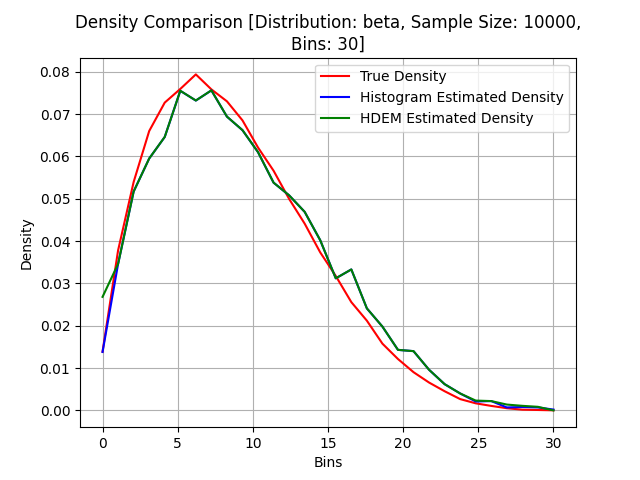 Density Comparison [Distribution: beta, Sample Size: 10000,
Bins: 30]
True Density
Histogram Estimated Density
HDEM Estimated Density
Density
0.08
0.07
0.06
0.05
0.04
0.03
0.02
0.01
0.00
0 5 10 15 20 25 30
Bins